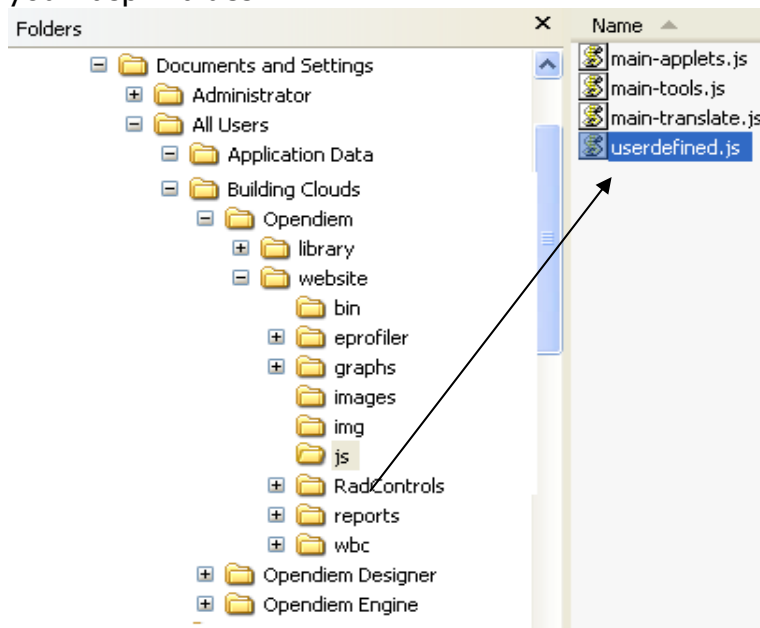 Folders
Documents and Settings
Administrator
All Users
Application Data
Building Clouds
Opendiem
library
website
bin
eprofiler
graphs
images
img
js
RadControls
reports
wbc
Opendiem Designer
Opendiem Engine
Name
main-applets.js
main-tools.js
main-translate.js
userdefined.js